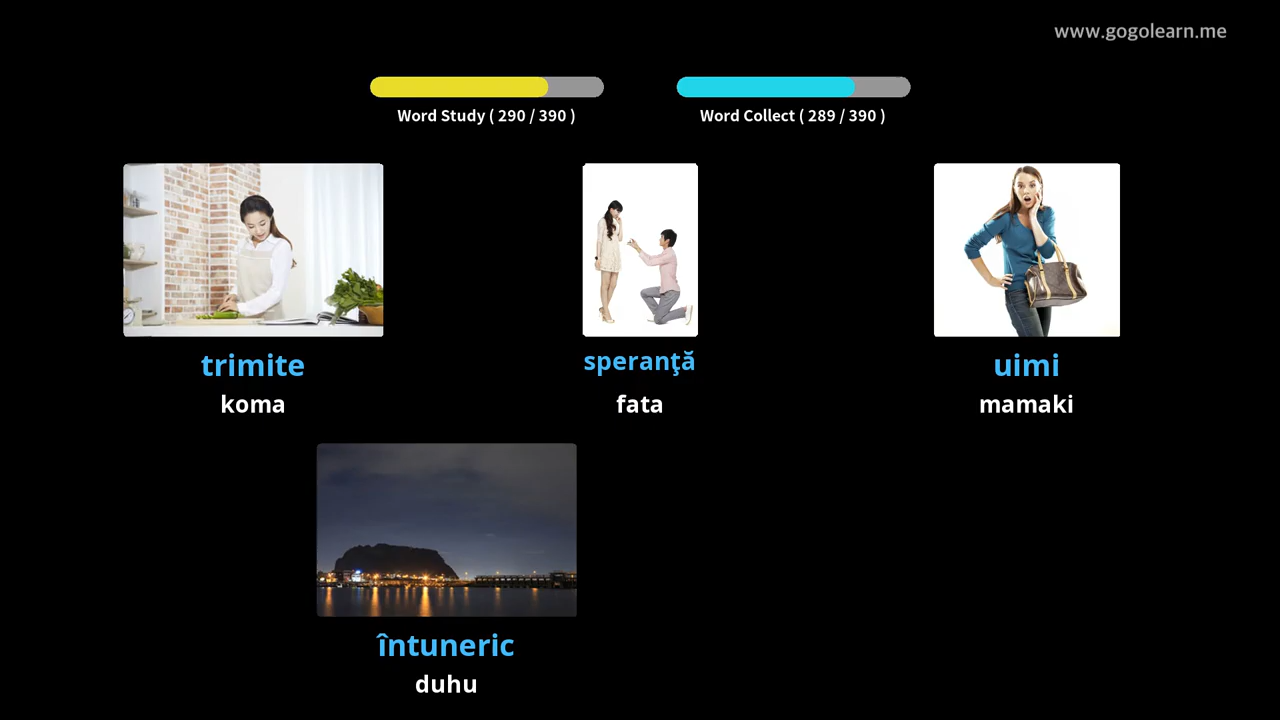 www.gogolearn.me
Word Study ( 290 / 390 )
Word Collect ( 289 / 390 )
trimite
koma
speranţă
fata
uimi
mamaki
întuneric
duhu